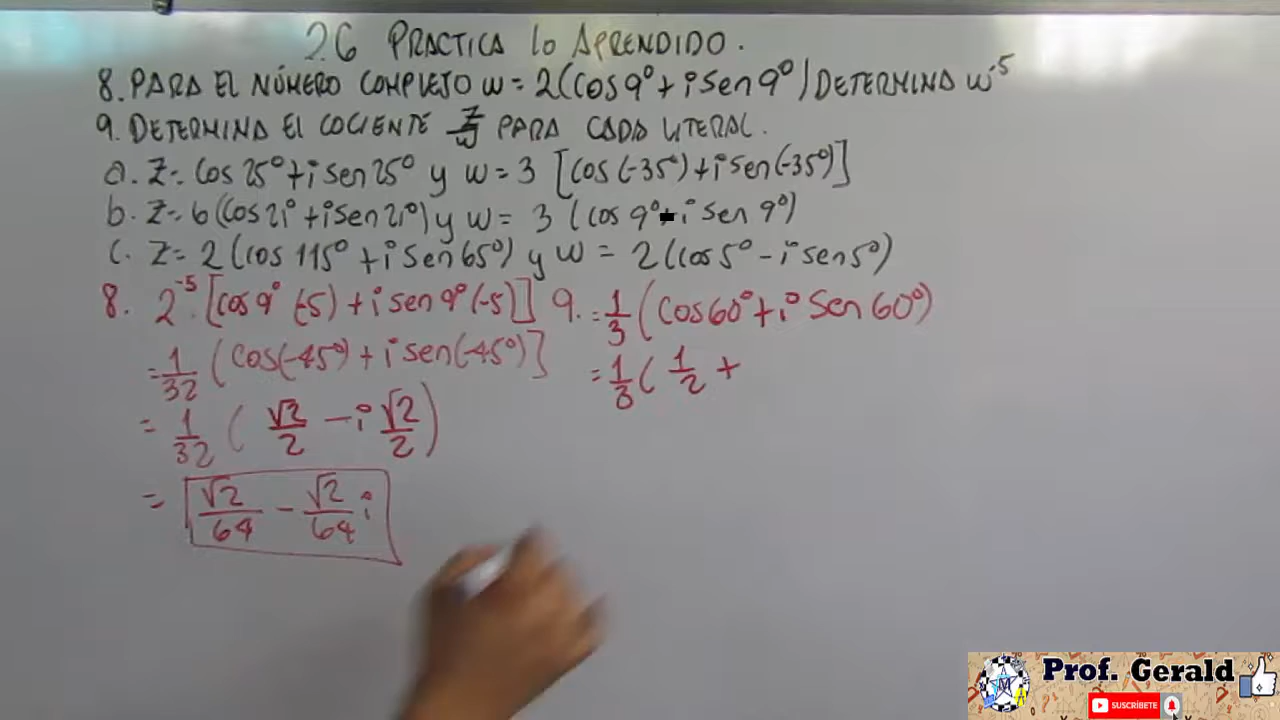 2.6 PRACTICA lo APRENDIDO.
8. PARA EL NÚMERO COMPLEJO w = 2(cos 9° + i sen 9°) DETERMINA w⁻⁵
9. DETERMINA EL COCIENTE z/w PARA CADA LITERAL.
a. z = cos 25° + i sen 25° y w = 3 [cos(-35°) + i sen(-35°)]
b. z = 6(cos 21° + i sen 21°) y w = 3 (cos 9° - i sen 9°)
c. z = 2 (cos 115° + i sen 65°) y w = 2(cos 5° - i sen 5°)
8. 2⁻⁵ · [cos 9° (-5) + i sen 9° (-5)]
= 1/32 (cos(-45°) + i sen(-45°)]
= 1/32 ( √2/2 - i √2/2 )
= √2/64 - √2/64 i
9. = 1/3 (cos 60° + i Sen 60°)
= 1/3 ( 1/2 +
Prof. Gerald
SUSCRÍBETE